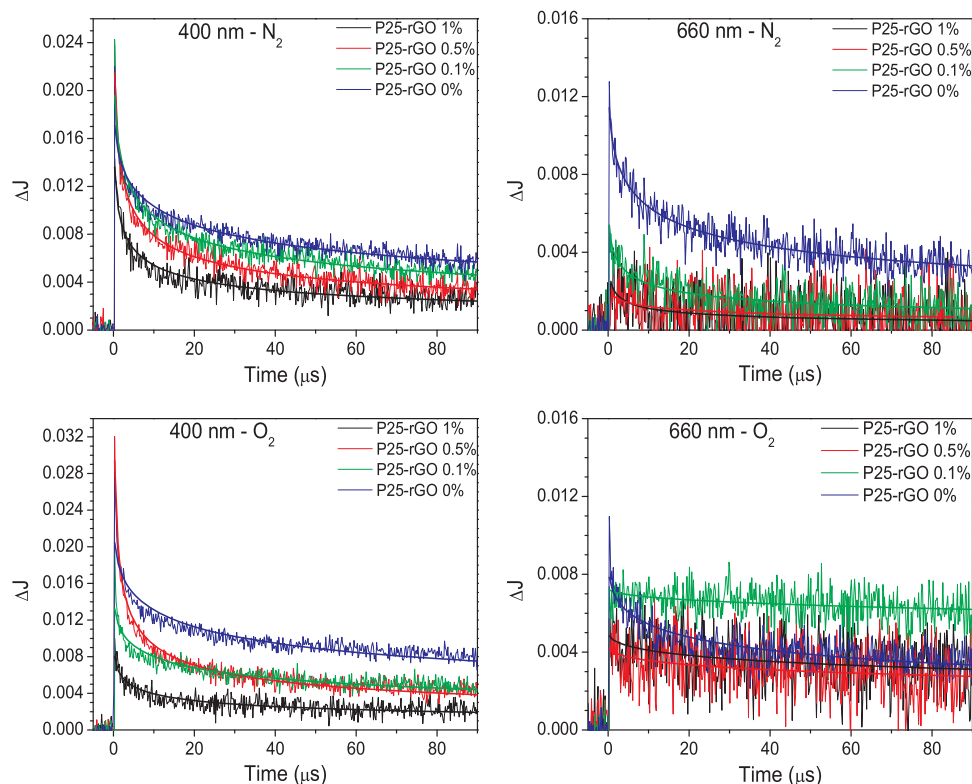 400 nm - N₂
P25-rGO 1%
P25-rGO 0.5%
P25-rGO 0.1%
P25-rGO 0%
0.024
0.020
0.016
0.012
0.008
0.004
0.000
ΔJ
0 20 40 60 80
Time (μs)
660 nm - N₂
P25-rGO 1%
P25-rGO 0.5%
P25-rGO 0.1%
P25-rGO 0%
0.016
0.012
0.008
0.004
0.000
ΔJ
0 20 40 60 80
Time (μs)
400 nm - O₂
P25-rGO 1%
P25-rGO 0.5%
P25-rGO 0.1%
P25-rGO 0%
0.032
0.028
0.024
0.020
0.016
0.012
0.008
0.004
0.000
ΔJ
0 20 40 60 80
Time (μs)
660 nm - O₂
P25-rGO 1%
P25-rGO 0.5%
P25-rGO 0.1%
P25-rGO 0%
0.016
0.012
0.008
0.004
0.000
ΔJ
0 20 40 60 80
Time (μs)